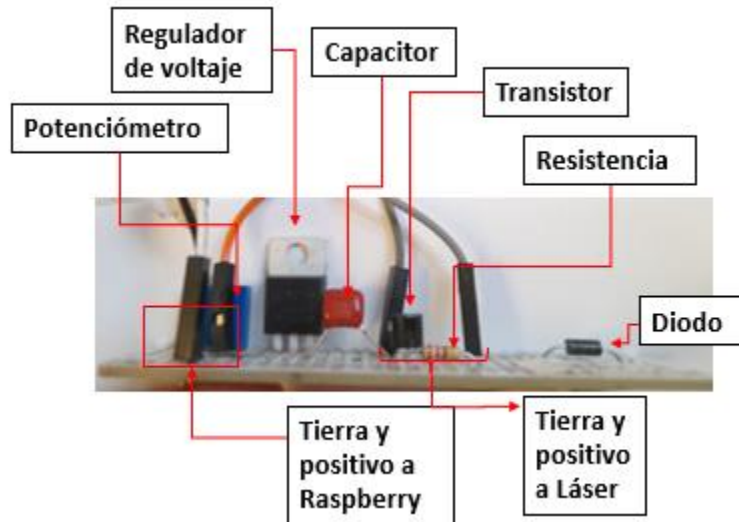 Regulador
de voltaje
Capacitor
Transistor
Potenciómetro
Resistencia
Diodo
Tierra y
positivo a
Raspberry
Tierra y
positivo
a Láser